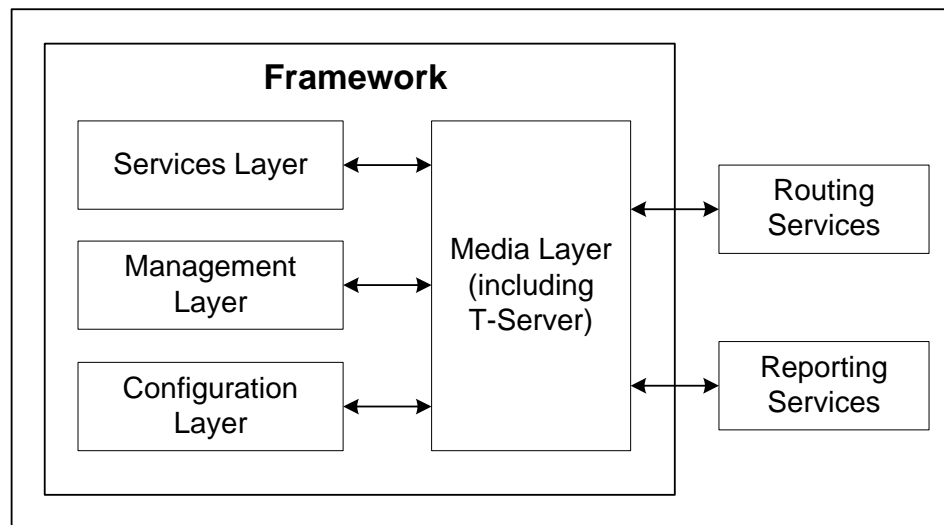 Framework
Services Layer
Management
Layer
Configuration
Layer
Media Layer
(including
T-Server)
Routing
Services
Reporting
Services